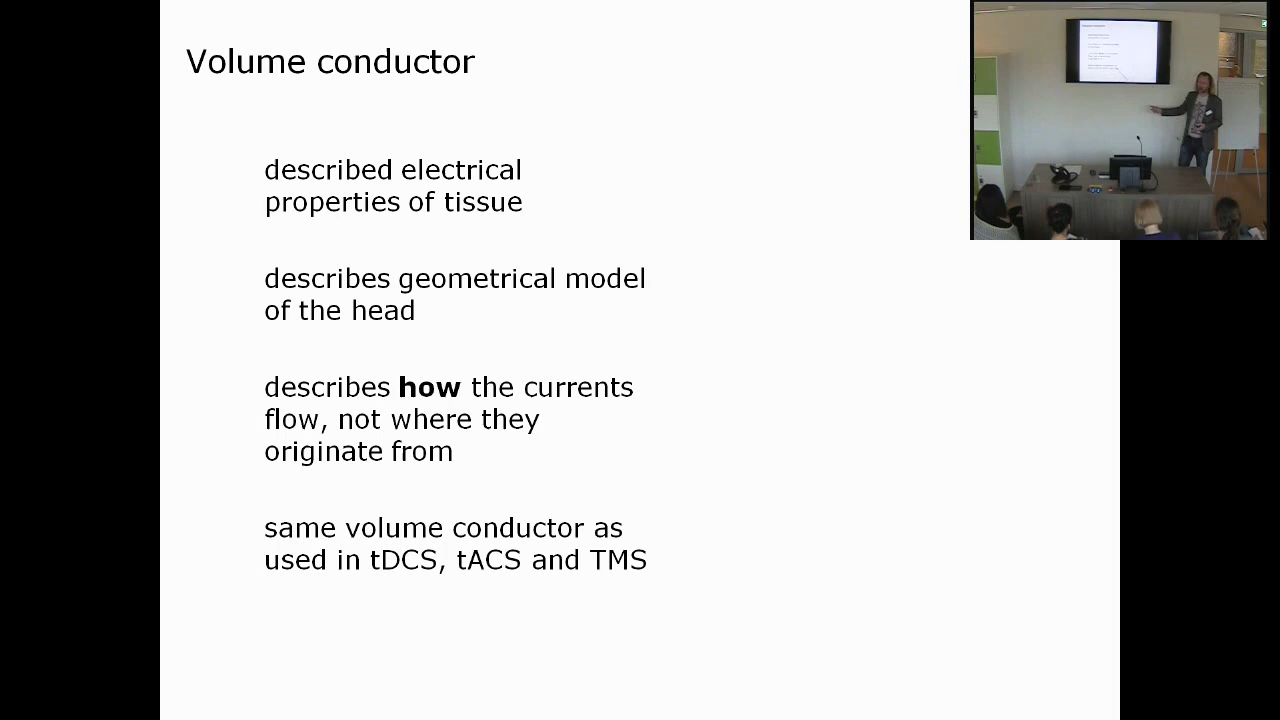 Volume conductor
described electrical
properties of tissue
describes geometrical model
of the head
describes how the currents
flow, not where they
originate from
same volume conductor as
used in tDCS, tACS and TMS